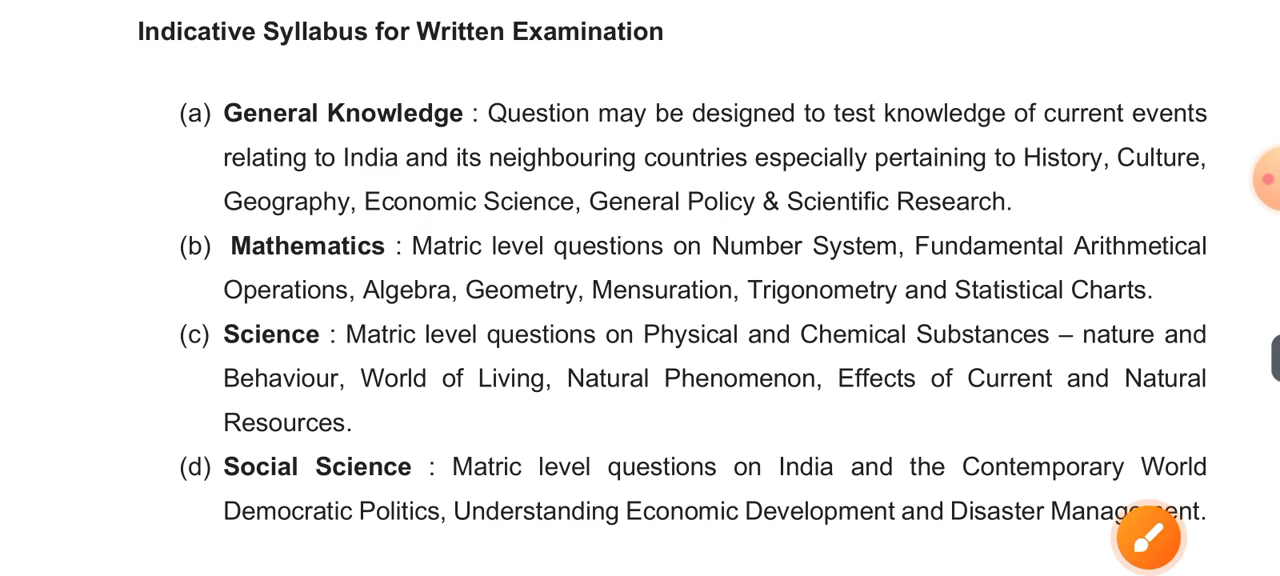 Indicative Syllabus for Written Examination
(a) General Knowledge : Question may be designed to test knowledge of current events
relating to India and its neighbouring countries especially pertaining to History, Culture,
Geography, Economic Science, General Policy & Scientific Research.
(b) Mathematics : Matric level questions on Number System, Fundamental Arithmetical
Operations, Algebra, Geometry, Mensuration, Trigonometry and Statistical Charts.
(c) Science : Matric level questions on Physical and Chemical Substances – nature and
Behaviour, World of Living, Natural Phenomenon, Effects of Current and Natural
Resources.
(d) Social Science : Matric level questions on India and the Contemporary World
Democratic Politics, Understanding Economic Development and Disaster Management.